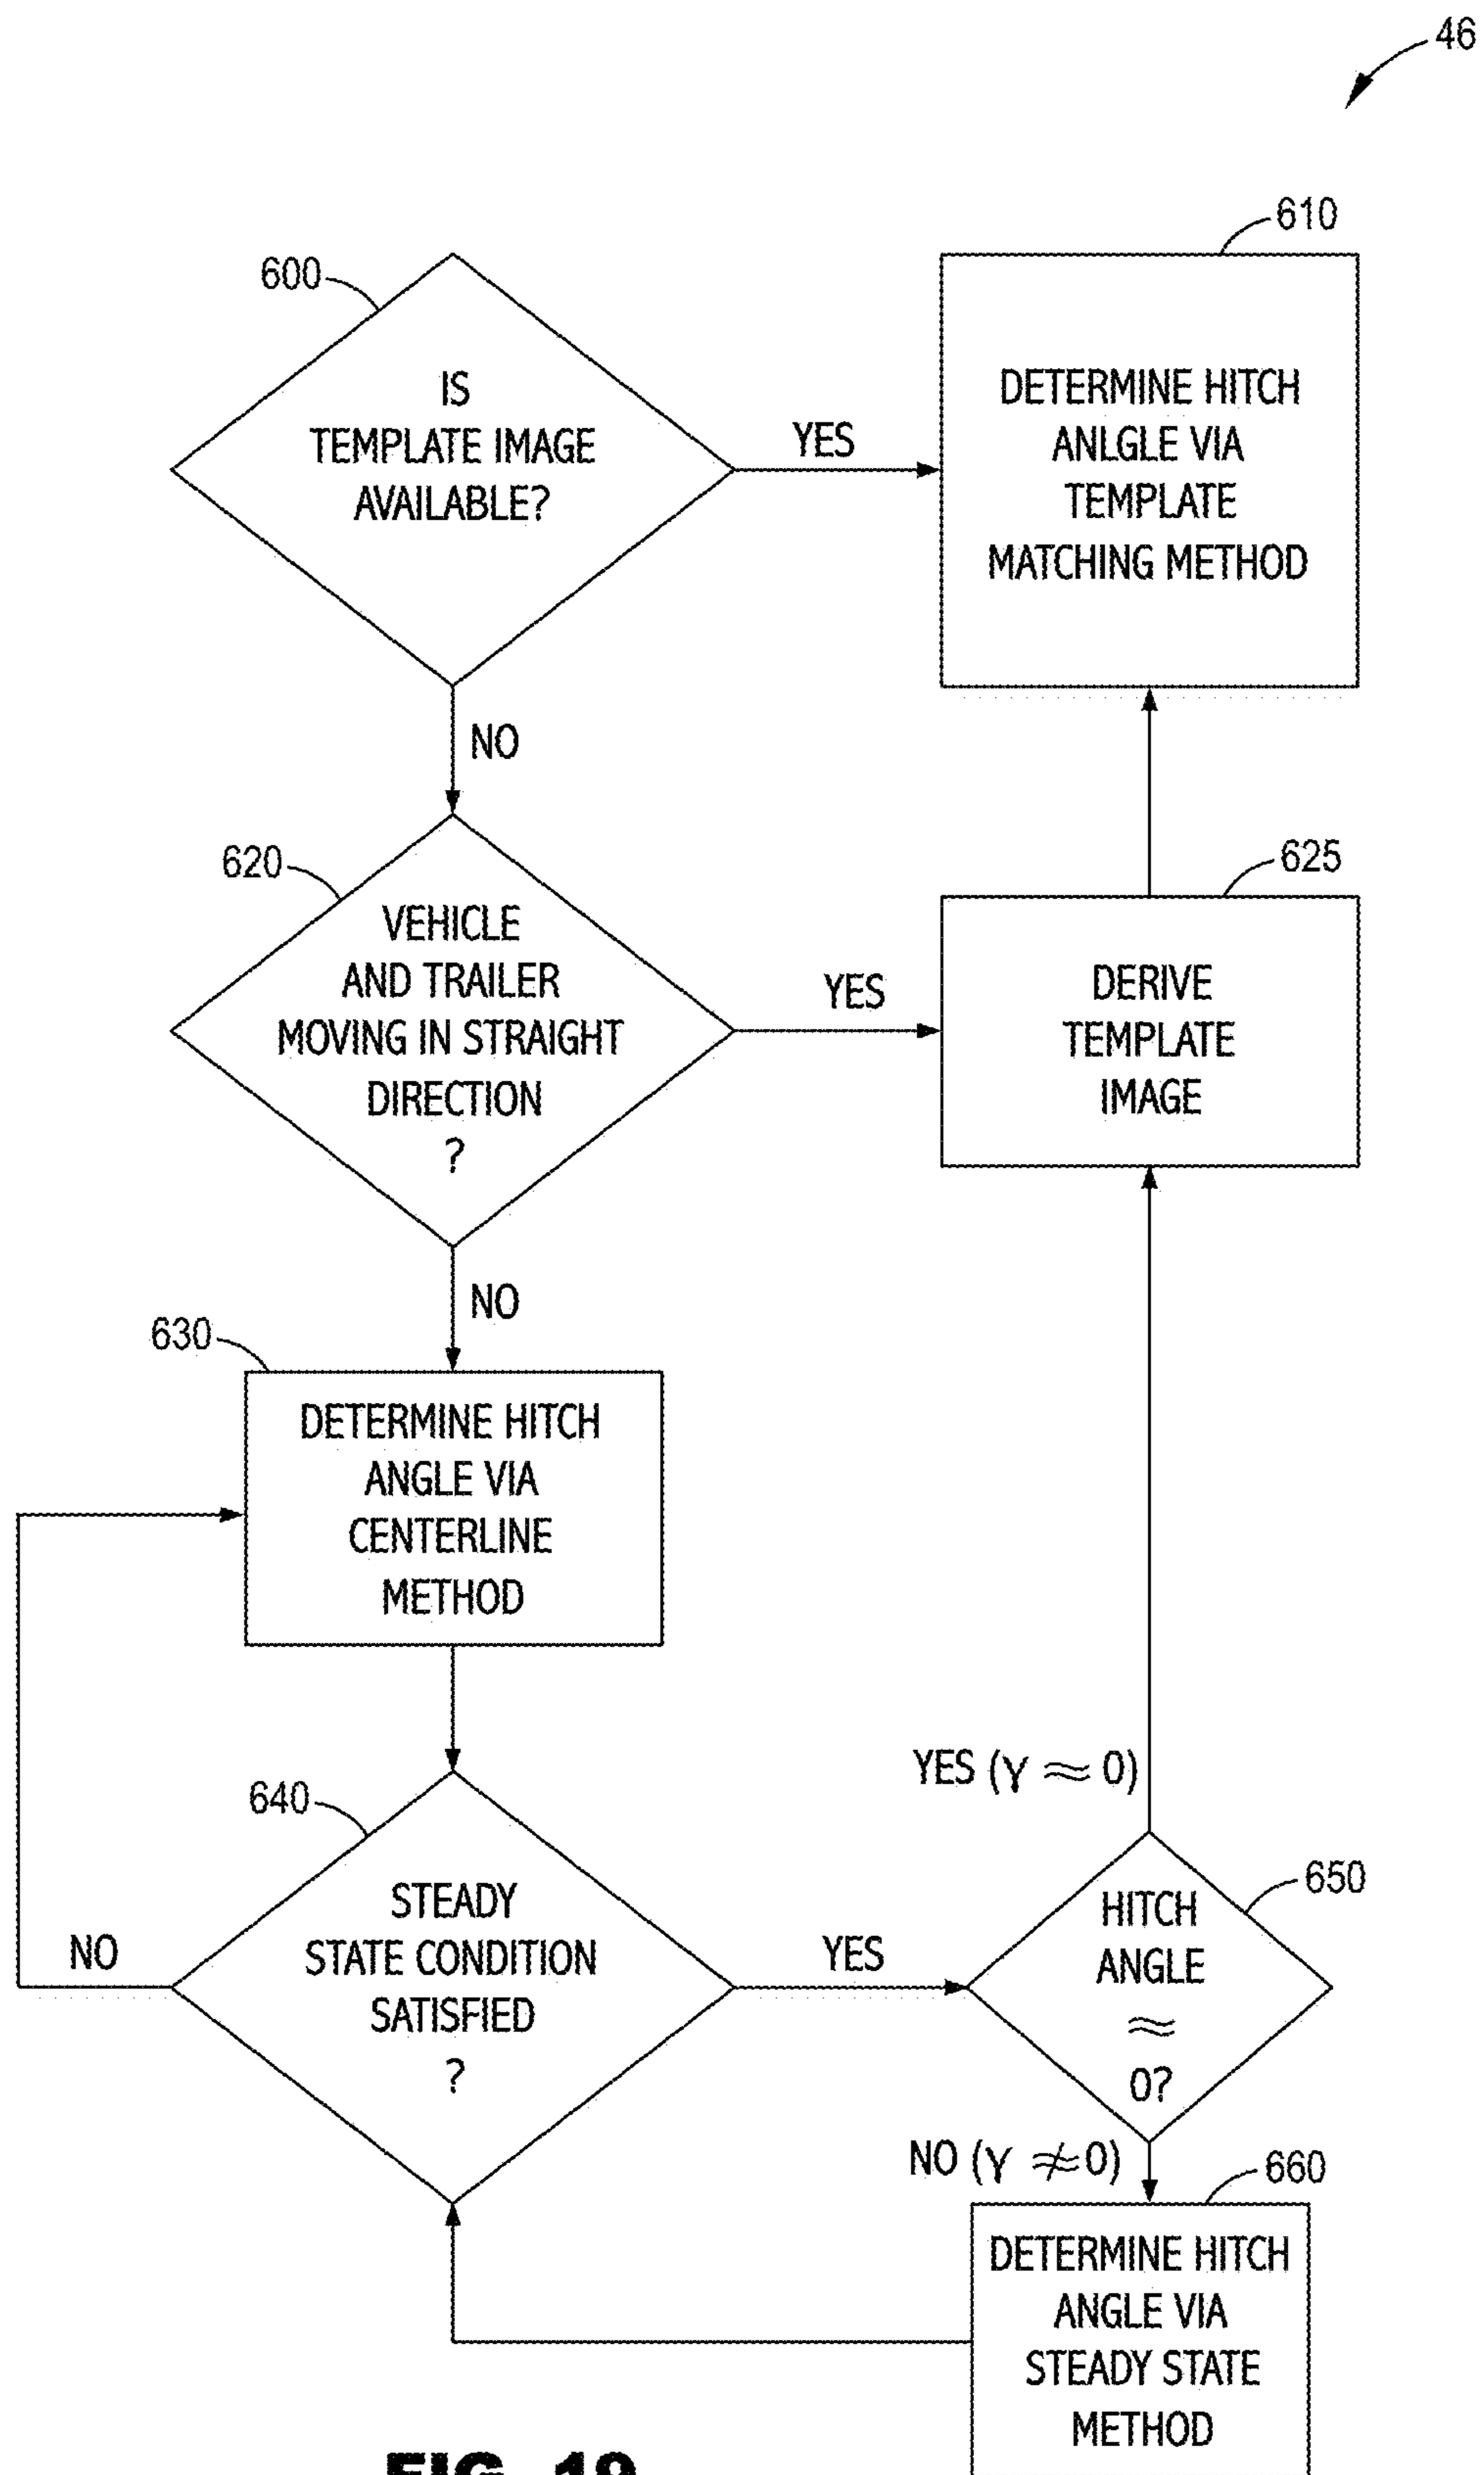 46
600
IS
TEMPLATE IMAGE
AVAILABLE?
YES
610
DETERMINE HITCH
ANLGLE VIA
TEMPLATE
MATCHING METHOD
NO
620
VEHICLE
AND TRAILER
MOVING IN STRAIGHT
DIRECTION
?
YES
625
DERIVE
TEMPLATE
IMAGE
NO
630
DETERMINE HITCH
ANGLE VIA
CENTERLINE
METHOD
640
STEADY
STATE CONDITION
SATISFIED
?
NO
YES
YES (γ ≈ 0)
650
HITCH
ANGLE
≈
0?
NO (γ ≉ 0)
660
DETERMINE HITCH
ANGLE VIA
STEADY STATE
METHOD